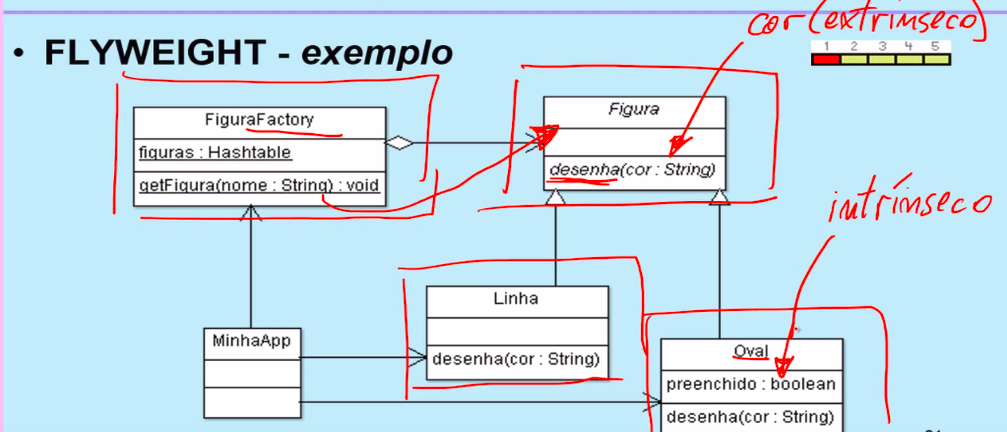 cor (extrínseco)
• FLYWEIGHT - exemplo
1 2 3 4 5
FiguraFactory
figuras : Hashtable
getFigura(nome : String) : void
Figura
desenha(cor : String)
intrínseco
Linha
desenha(cor : String)
MinhaApp
Oval
preenchido : boolean
desenha(cor : String)